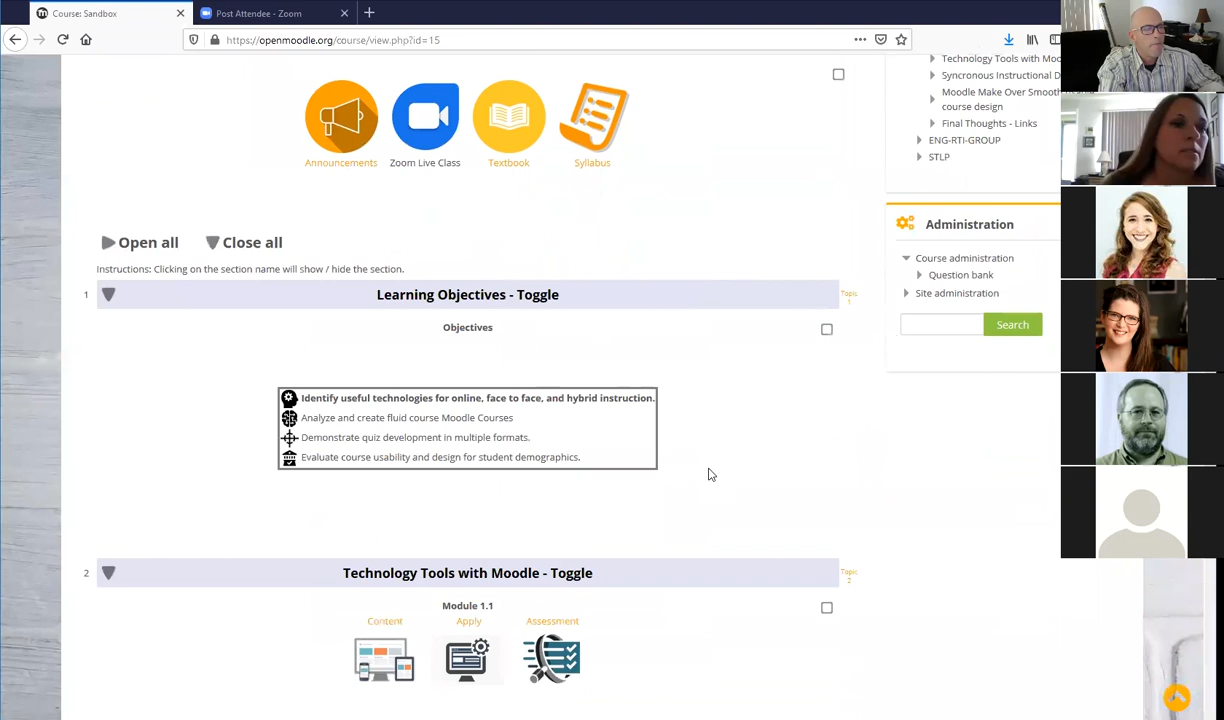 Course: Sandbox
Post Attendee - Zoom
https://openmoodle.org/course/view.php?id=15
Announcements
Zoom Live Class
Textbook
Syllabus
Open all
Close all
Instructions: Clicking on the section name will show / hide the section.
1
Learning Objectives - Toggle
Topic
1
Objectives
Identify useful technologies for online, face to face, and hybrid instruction.
Analyze and create fluid course Moodle Courses
Demonstrate quiz development in multiple formats.
Evaluate course usability and design for student demographics.
2
Technology Tools with Moodle - Toggle
Topic
2
Module 1.1
Content
Apply
Assessment
Technology Tools with Moo
Syncronous Instructional D
Moodle Make Over Smooth
course design
Final Thoughts - Links
ENG-RTI-GROUP
STLP
Administration
Course administration
Question bank
Site administration
Search